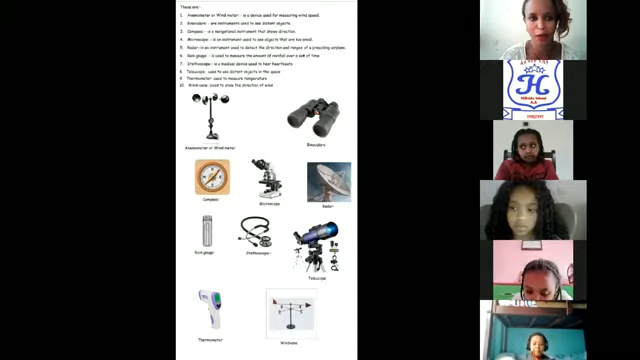 These are:-
1. Anemometer or Wind meter: - is a device used for measuring wind speed.
2. Binoculars: - are instruments used to see distant objects.
3. Compass: - is a navigational instrument that shows direction.
4. Microscope: - is an instrument used to see objects that are too small.
5. Radar: is an instrument used to detect the direction and ranges of a preaching airplane.
6. Rain gauge: - is used to measure the amount of rainfall over a set of time.
7. Stethoscope: - is a medical device used to hear heartbeats
8. Telescope: - used to see distant objects in the space
9. Thermometer: used to measure temperature
10. Wind vane: used to show the direction of wind
Anemometer or Wind meter
Binoculars
Compass:
Microscope
Radar:
Rain gauge:
Stethoscope:-
Telescope
Thermometer
Windvane
H
Hillside School
A.A